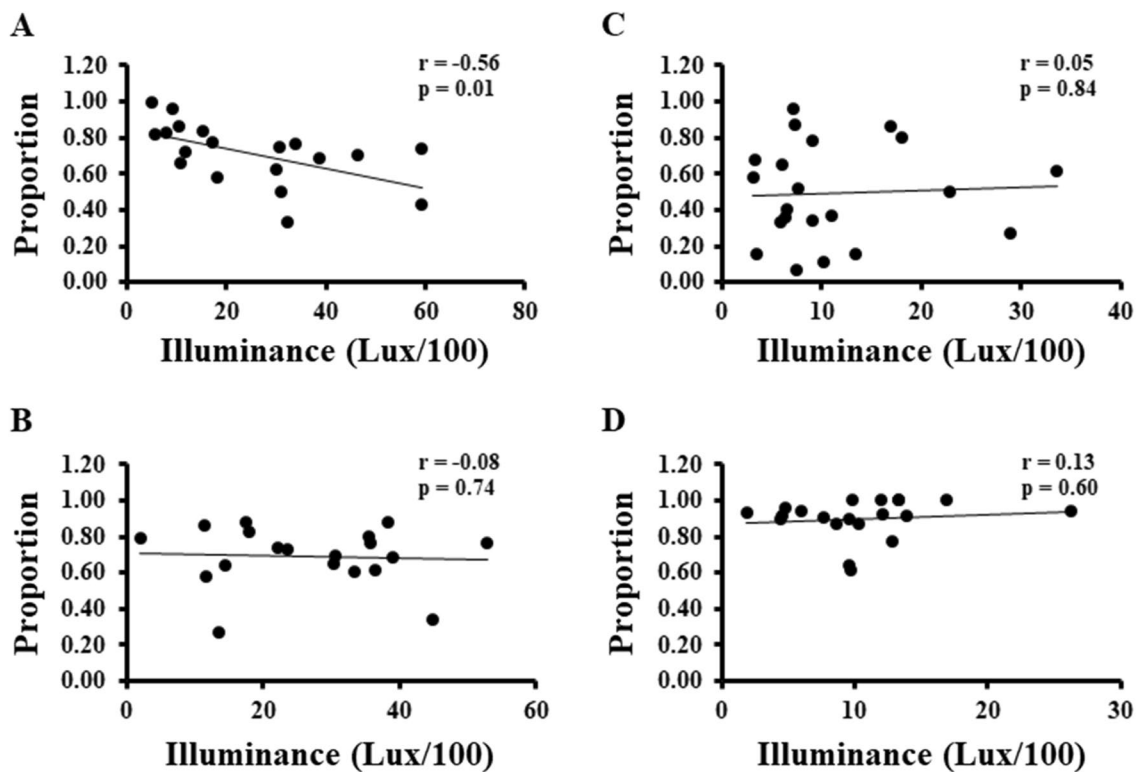 A
r = -0.56
p = 0.01
1.20
1.00
0.80
0.60
0.40
0.20
0.00
Proportion
0 20 40 60 80
Illuminance (Lux/100)
B
r = -0.08
p = 0.74
1.20
1.00
0.80
0.60
0.40
0.20
0.00
Proportion
0 20 40 60
Illuminance (Lux/100)
C
r = 0.05
p = 0.84
1.20
1.00
0.80
0.60
0.40
0.20
0.00
Proportion
0 10 20 30 40
Illuminance (Lux/100)
D
r = 0.13
p = 0.60
1.20
1.00
0.80
0.60
0.40
0.20
0.00
Proportion
0 10 20 30
Illuminance (Lux/100)